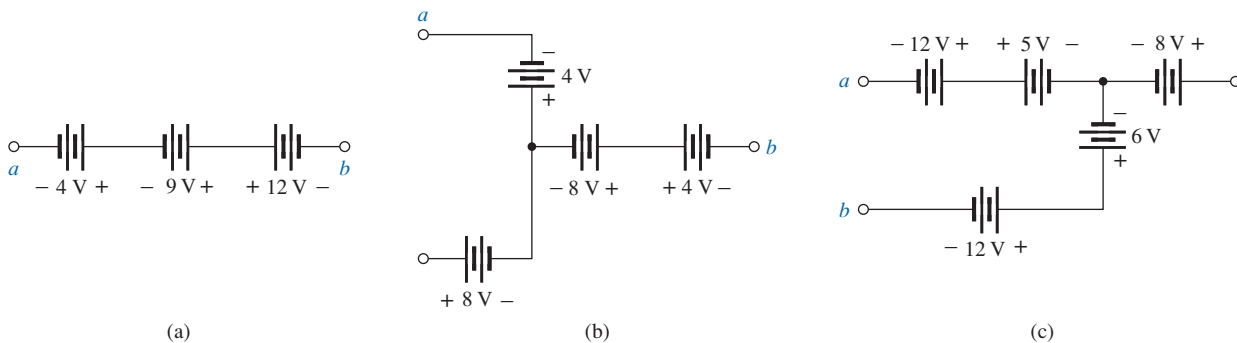 a
− 4 V + − 9 V + + 12 V −
b
(a)
a
−
4 V
+
− 8 V + + 4 V −
b
+ 8 V −
(b)
− 12 V + + 5 V − − 8 V +
a
−
6 V
+
b
− 12 V +
(c)